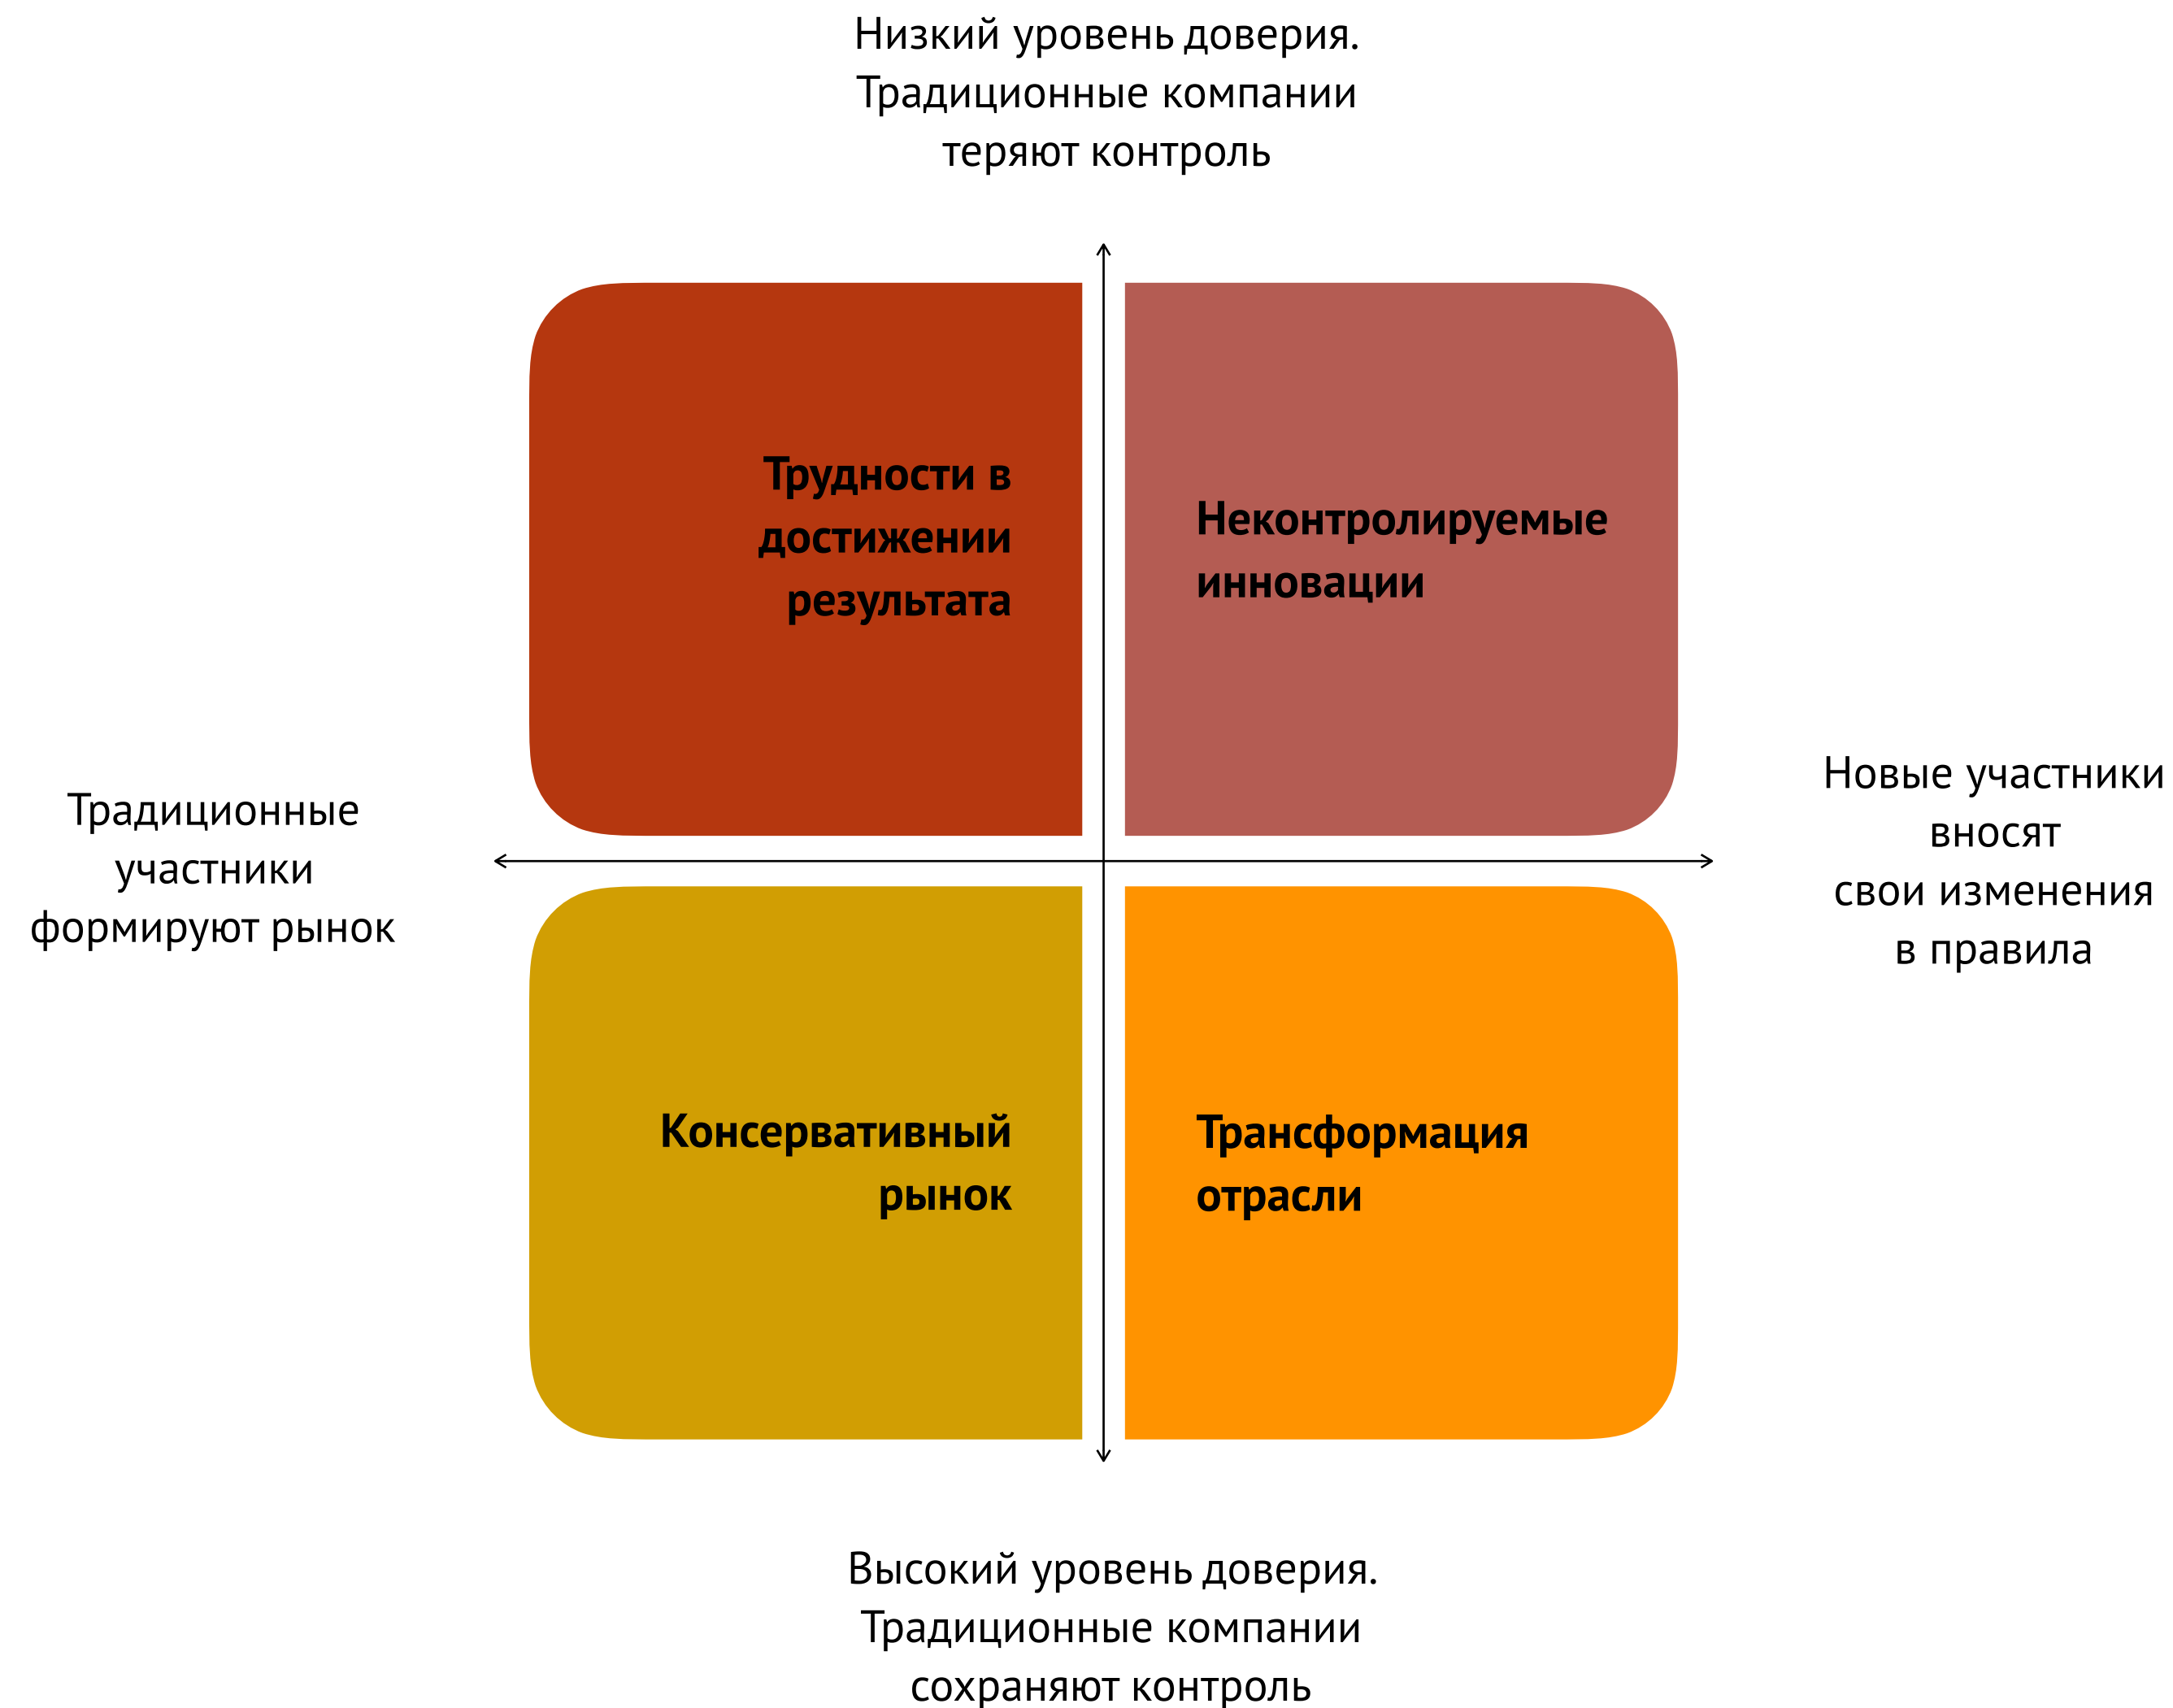 Низкий уровень доверия.
Традиционные компании
теряют контроль
Трудности в
достижении
результата
Неконтролируемые
инновации
Традиционные
участники
формируют рынок
Новые участники
вносят
свои изменения
в правила
Консервативный
рынок
Трансформация
отрасли
Высокий уровень доверия.
Традиционные компании
сохраняют контроль